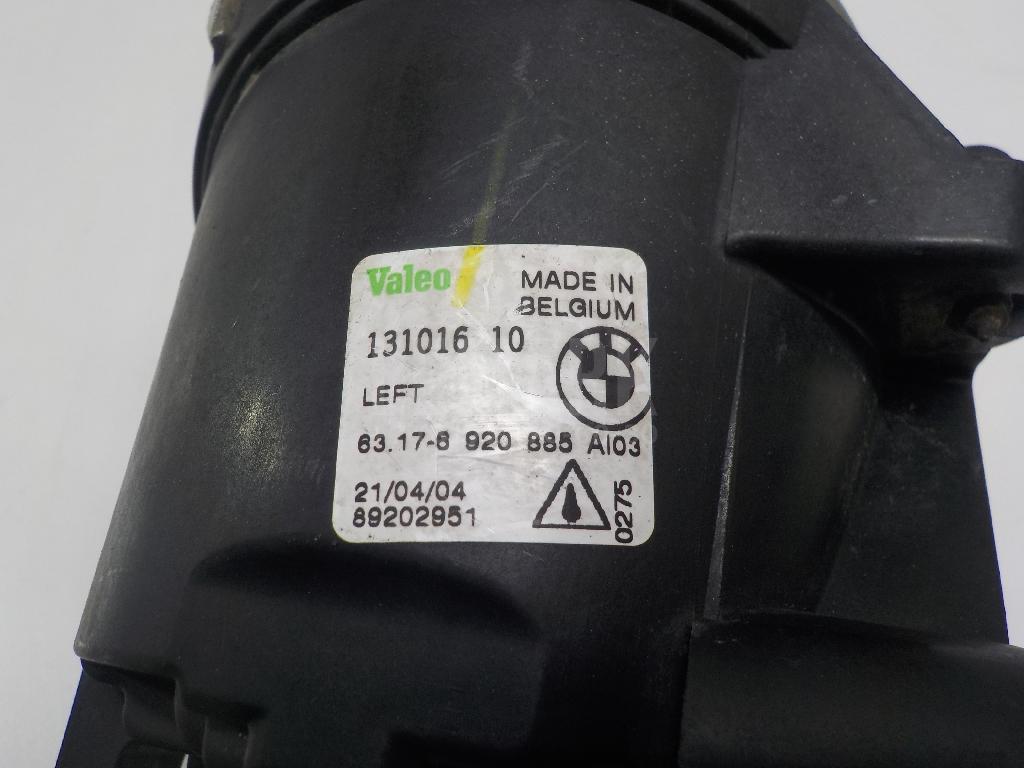 Valeo
MADE IN
BELGIUM
131016 10
LEFT
63.17-6 920 885 AI03
21/04/04
89202951
0275